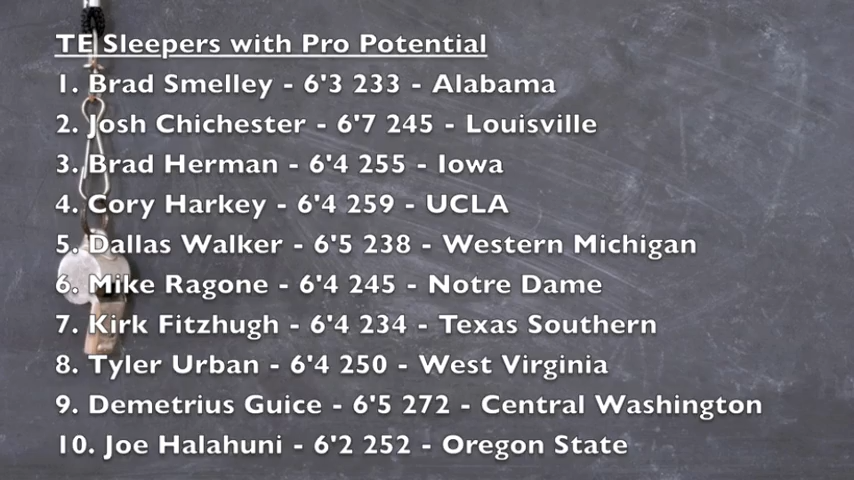 TE Sleepers with Pro Potential
1. Brad Smelley - 6'3 233 - Alabama
2. Josh Chichester - 6'7 245 - Louisville
3. Brad Herman - 6'4 255 - Iowa
4. Cory Harkey - 6'4 259 - UCLA
5. Dallas Walker - 6'5 238 - Western Michigan
6. Mike Ragone - 6'4 245 - Notre Dame
7. Kirk Fitzhugh - 6'4 234 - Texas Southern
8. Tyler Urban - 6'4 250 - West Virginia
9. Demetrius Guice - 6'5 272 - Central Washington
10. Joe Halahuni - 6'2 252 - Oregon State